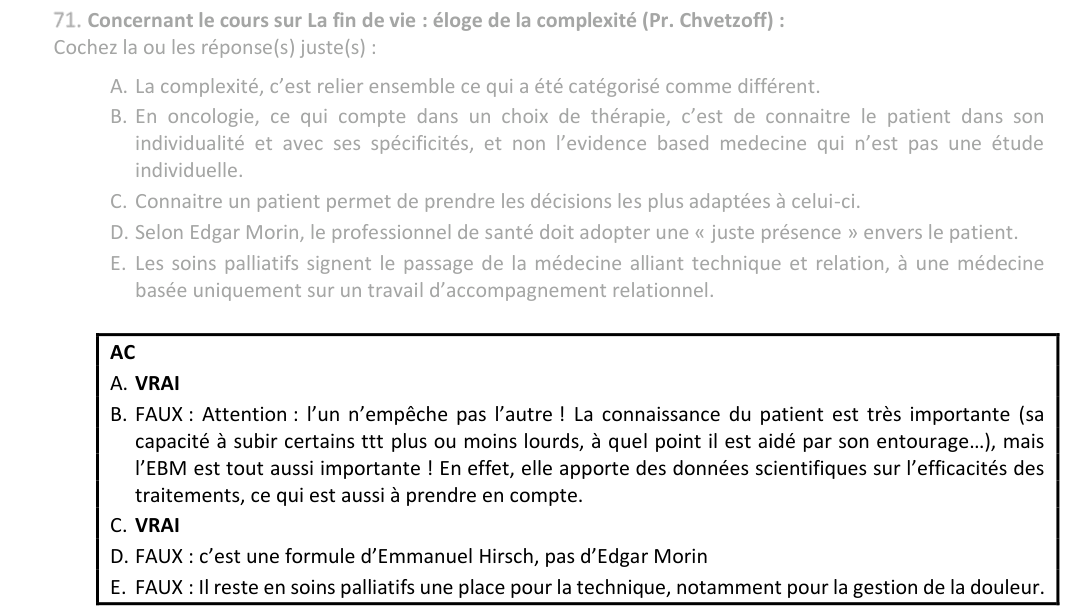 71. Concernant le cours sur La fin de vie : éloge de la complexité (Pr. Chvetzoff) :
Cochez la ou les réponse(s) juste(s) :
A. La complexité, c’est relier ensemble ce qui a été catégorisé comme différent.
B. En oncologie, ce qui compte dans un choix de thérapie, c’est de connaitre le patient dans son
individualité et avec ses spécificités, et non l’evidence based medecine qui n’est pas une étude
individuelle.
C. Connaitre un patient permet de prendre les décisions les plus adaptées à celui-ci.
D. Selon Edgar Morin, le professionnel de santé doit adopter une « juste présence » envers le patient.
E. Les soins palliatifs signent le passage de la médecine alliant technique et relation, à une médecine
basée uniquement sur un travail d’accompagnement relationnel.
AC
A. VRAI
B. FAUX : Attention : l’un n’empêche pas l’autre ! La connaissance du patient est très importante (sa
capacité à subir certains ttt plus ou moins lourds, à quel point il est aidé par son entourage…), mais
l’EBM est tout aussi importante ! En effet, elle apporte des données scientifiques sur l’efficacités des
traitements, ce qui est aussi à prendre en compte.
C. VRAI
D. FAUX : c’est une formule d’Emmanuel Hirsch, pas d’Edgar Morin
E. FAUX : Il reste en soins palliatifs une place pour la technique, notamment pour la gestion de la douleur.